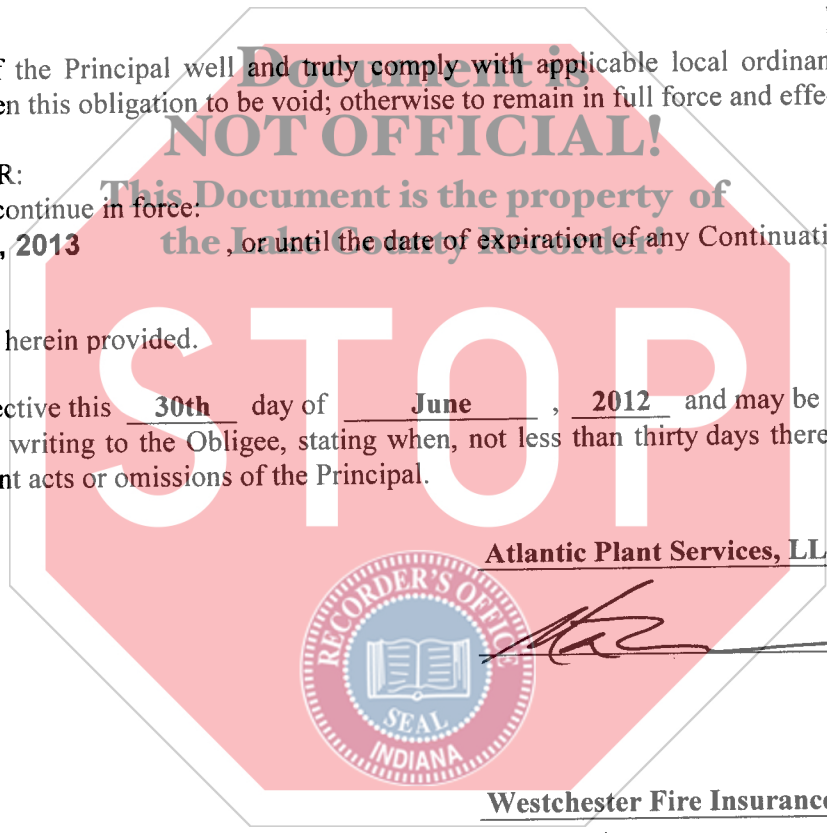 Document is
f the Principal well and truly comply with applicable local ordinan
en this obligation to be void; otherwise to remain in full force and effe
NOT OFFICIAL!
R:
This Document is the property of
continue in force:
the Lake County Recorder!
, 2013 , or until the date of expiration of any Continuati
STOP
herein provided.
ective this 30th day of June , 2012 and may be
writing to the Obligee, stating when, not less than thirty days there
nt acts or omissions of the Principal.
Atlantic Plant Services, LL
RECORDER'S OFFICE
SEAL
INDIANA
Westchester Fire Insurance